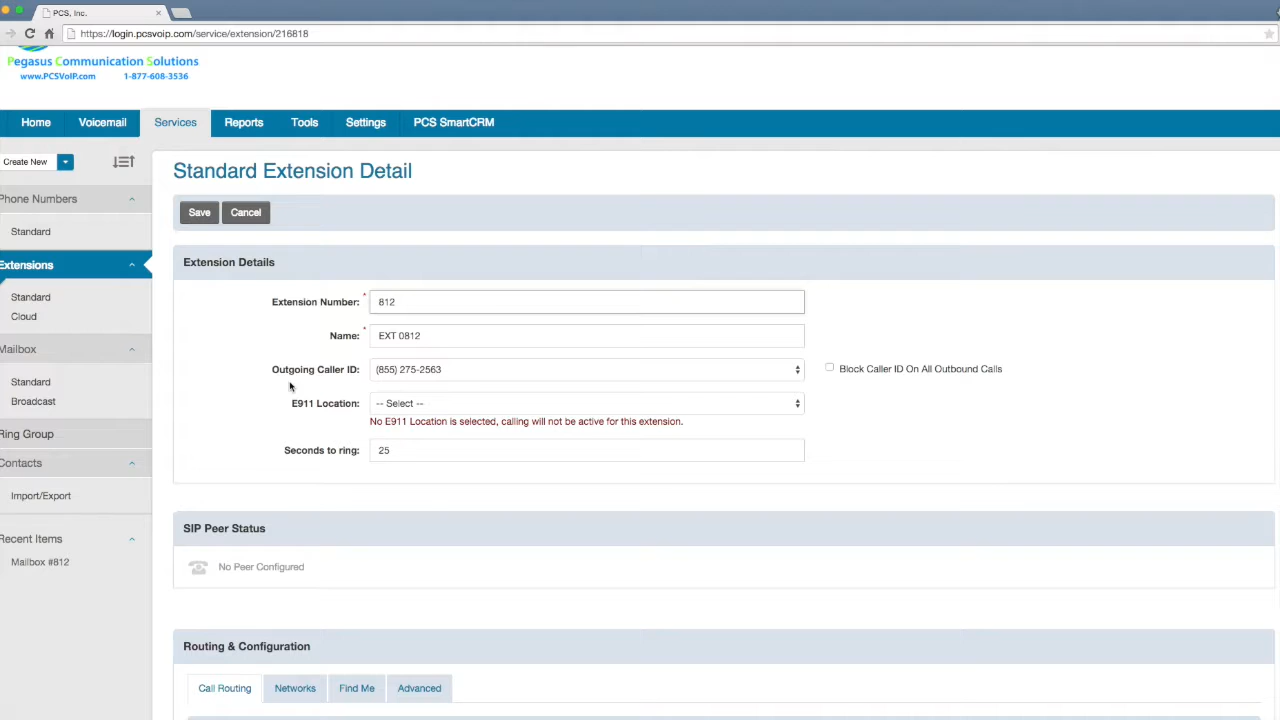 PCS, Inc.
https://login.pcsvoip.com/service/extension/216818
Pegasus Communication Solutions
www.PCSVoIP.com 1-877-608-3536
Home Voicemail Services Reports Tools Settings PCS SmartCRM
Create New
Phone Numbers
Standard
Extensions
Standard
Cloud
Mailbox
Standard
Broadcast
Ring Group
Contacts
Import/Export
Recent Items
Mailbox #812
Standard Extension Detail
Save Cancel
Extension Details
Extension Number: * 812
Name: * EXT 0812
Outgoing Caller ID: (855) 275-2563 Block Caller ID On All Outbound Calls
E911 Location: -- Select --
No E911 Location is selected, calling will not be active for this extension.
Seconds to ring: 25
SIP Peer Status
No Peer Configured
Routing & Configuration
Call Routing Networks Find Me Advanced